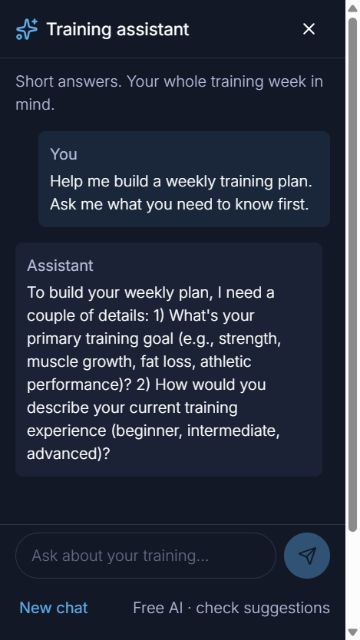 Training assistant
Short answers. Your whole training week in
mind.
You
Help me build a weekly training plan.
Ask me what you need to know first.
Assistant
To build your weekly plan, I need a
couple of details: 1) What's your
primary training goal (e.g., strength,
muscle growth, fat loss, athletic
performance)? 2) How would you
describe your current training
experience (beginner, intermediate,
advanced)?
Ask about your training...
New chat
Free AI · check suggestions